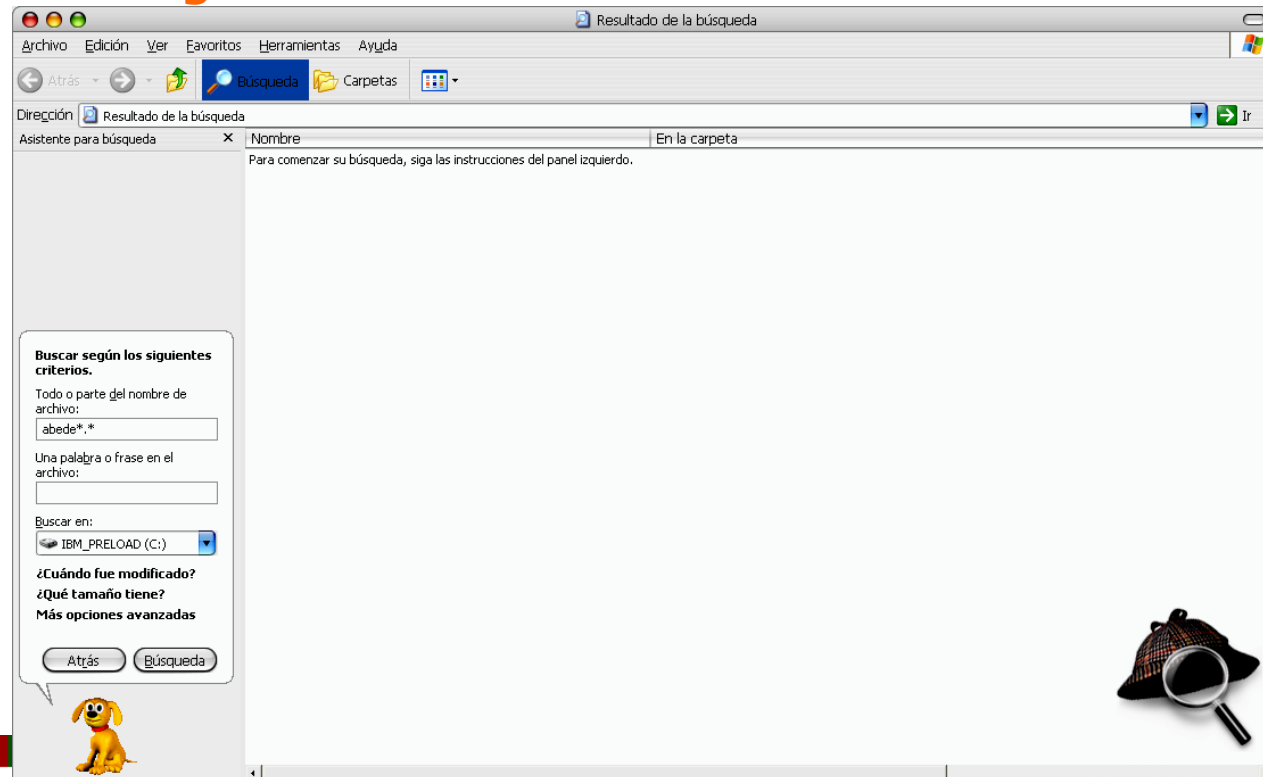 Resultado de la búsqueda
Archivo Edición Ver Favoritos Herramientas Ayuda
Atrás Búsqueda Carpetas
Dirección Resultado de la búsqueda Ir
Asistente para búsqueda Nombre En la carpeta
Para comenzar su búsqueda, siga las instrucciones del panel izquierdo.
Buscar según los siguientes
criterios.
Todo o parte del nombre de
archivo:
abede*.*
Una palabra o frase en el
archivo:
Buscar en:
IBM_PRELOAD (C:)
¿Cuándo fue modificado?
¿Qué tamaño tiene?
Más opciones avanzadas
Atrás Búsqueda